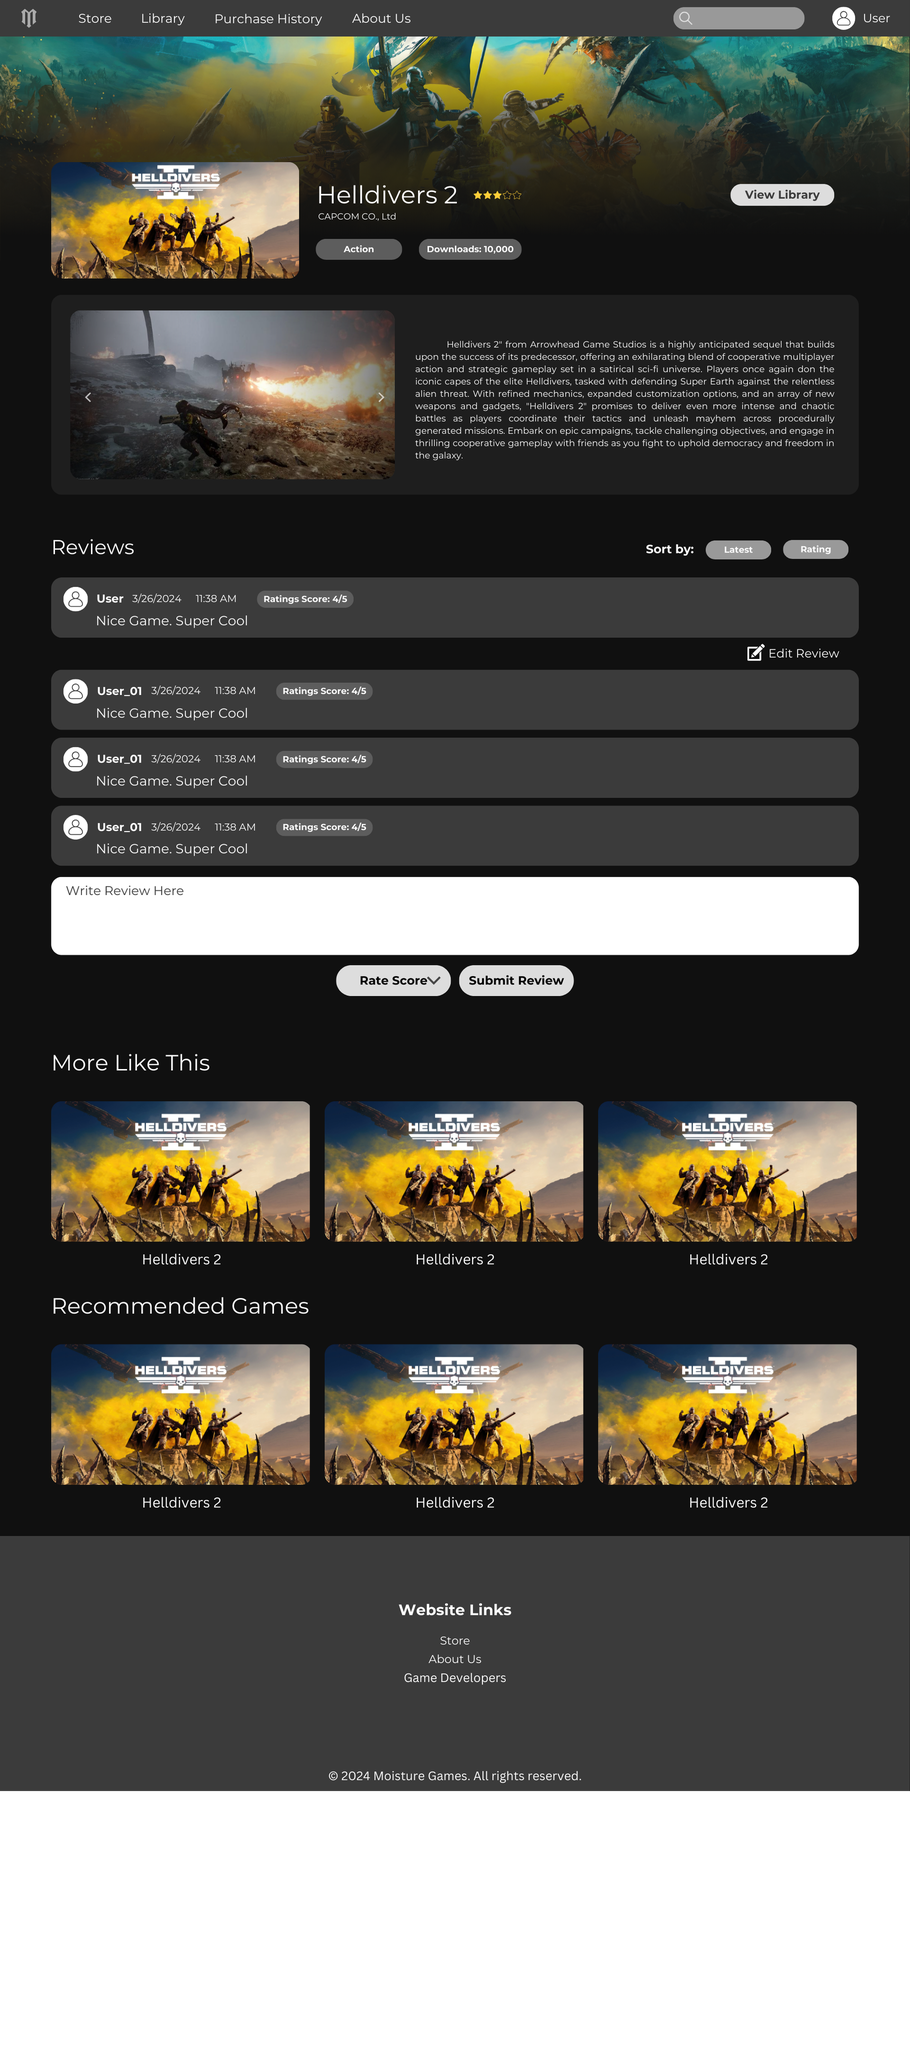 Store Library Purchase History About Us User
HELLDIVERS
II
Helldivers 2
View Library
CAPCOM CO., Ltd
Action Downloads: 10,000
Helldivers 2" from Arrowhead Game Studios is a highly anticipated sequel that builds
upon the success of its predecessor, offering an exhilarating blend of cooperative multiplayer
action and strategic gameplay set in a satirical sci-fi universe. Players once again don the
iconic capes of the elite Helldivers, tasked with defending Super Earth against the relentless
alien threat. With refined mechanics, expanded customization options, and an array of new
weapons and gadgets, "Helldivers 2" promises to deliver even more intense and chaotic
battles as players coordinate their tactics and unleash mayhem across procedurally
generated missions. Embark on epic campaigns, tackle challenging objectives, and engage in
thrilling cooperative gameplay with friends as you fight to uphold democracy and freedom in
the galaxy.
Reviews
Sort by: Latest Rating
User 3/26/2024 11:38 AM Ratings Score: 4/5
Nice Game. Super Cool
Edit Review
User_01 3/26/2024 11:38 AM Ratings Score: 4/5
Nice Game. Super Cool
User_01 3/26/2024 11:38 AM Ratings Score: 4/5
Nice Game. Super Cool
User_01 3/26/2024 11:38 AM Ratings Score: 4/5
Nice Game. Super Cool
Write Review Here
Rate Score Submit Review
More Like This
HELLDIVERS II HELLDIVERS II HELLDIVERS II
Helldivers 2 Helldivers 2 Helldivers 2
Recommended Games
HELLDIVERS II HELLDIVERS II HELLDIVERS II
Helldivers 2 Helldivers 2 Helldivers 2
Website Links
Store
About Us
Game Developers
© 2024 Moisture Games. All rights reserved.